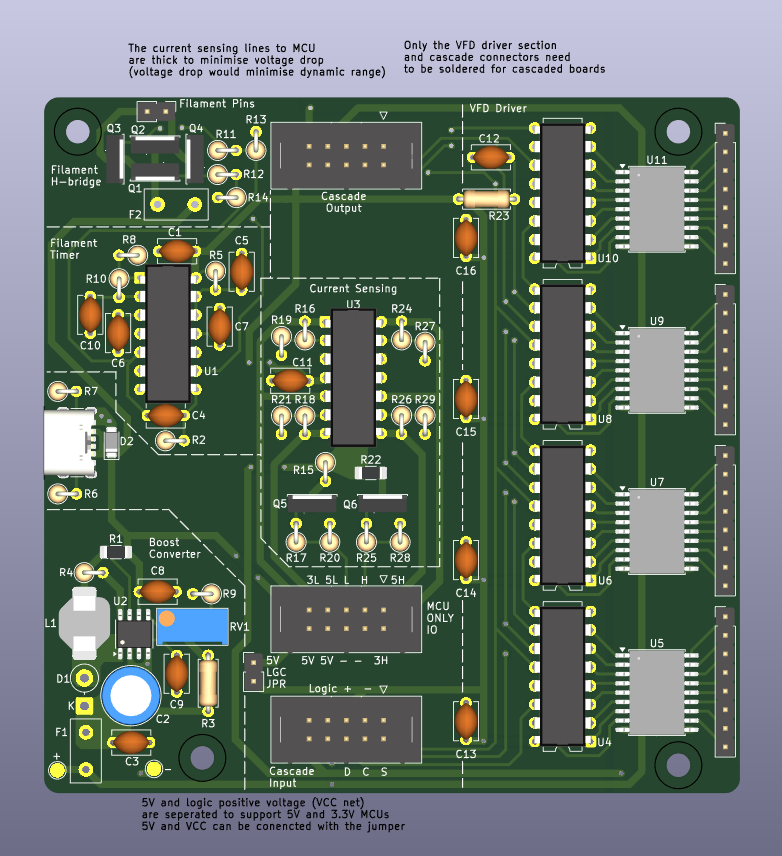 The current sensing lines to MCU
are thick to minimise voltage drop
(voltage drop would minimise dynamic range)
Only the VFD driver section
and cascade connectors need
to be soldered for cascaded boards
Filament Pins
VFD Driver
Q3 Q2 Q4
R11
R13
C12
Filament
H-bridge
R12
U11
Q1
R14
F2
Cascade
Output
R23
Filament
Timer
R8
C1
C5
R5
C16
U10
R10
Current Sensing
U3
R16
R24
R19
R27
U9
C10
C6
C7
C11
U1
R7
R21 R18
R26 R29
C4
C15
U8
D2
R2
R15
R22
U7
R6
Q5
Q6
R1
Boost
Converter
R17 R20 R25 R28
R4
C8
3L 5L L H ▽ 5H
C14
U6
R9
U2
L1
RV1
MCU
ONLY
IO
5V
LGC
JPR
5V 5V - - 3H
U5
D1
Logic + - ▽
K
C9
R3
C2
F1
C3
C13
U4
+
-
Cascade
Input
D C S
5V and logic positive voltage (VCC net)
are seperated to support 5V and 3.3V MCUs
5V and VCC can be conencted with the jumper